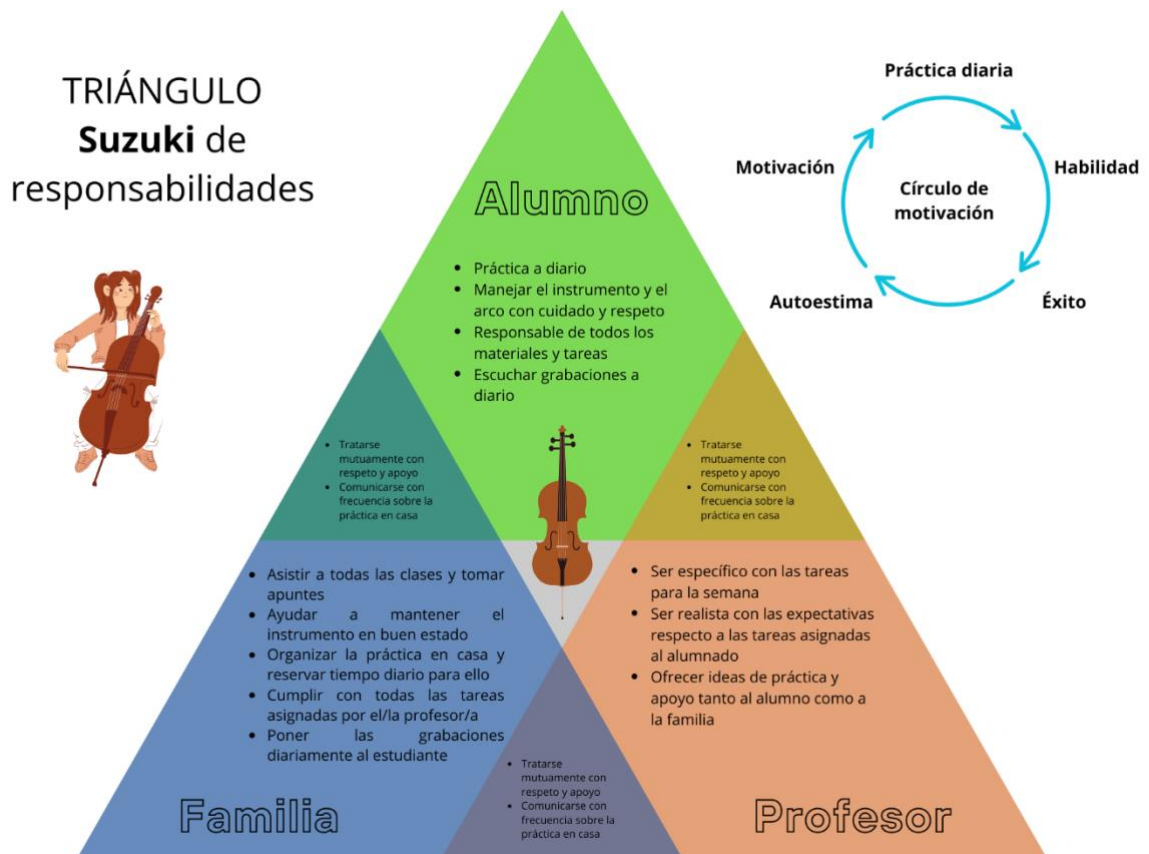 TRIÁNGULO
Suzuki de
responsabilidades
Práctica diaria
Motivación
Habilidad
Círculo de
motivación
Autoestima
Éxito
Alumno
• Práctica a diario
• Manejar el instrumento y el
arco con cuidado y respeto
• Responsable de todos los
materiales y tareas
• Escuchar grabaciones a
diario
• Tratarse
mutuamente con
respeto y apoyo
• Comunicarse con
frecuencia sobre la
práctica en casa
• Tratarse
mutuamente con
respeto y apoyo
• Comunicarse con
frecuencia sobre la
práctica en casa
• Asistir a todas las clases y tomar
apuntes
• Ayudar a mantener el
instrumento en buen estado
• Organizar la práctica en casa y
reservar tiempo diario para ello
• Cumplir con todas las tareas
asignadas por el/la profesor/a
• Poner las grabaciones
diariamente al estudiante
Familia
• Ser específico con las tareas
para la semana
• Ser realista con las expectativas
respecto a las tareas asignadas
al alumnado
• Ofrecer ideas de práctica y
apoyo tanto al alumno como a
la familia
Profesor
• Tratarse
mutuamente con
respeto y apoyo
• Comunicarse con
frecuencia sobre la
práctica en casa